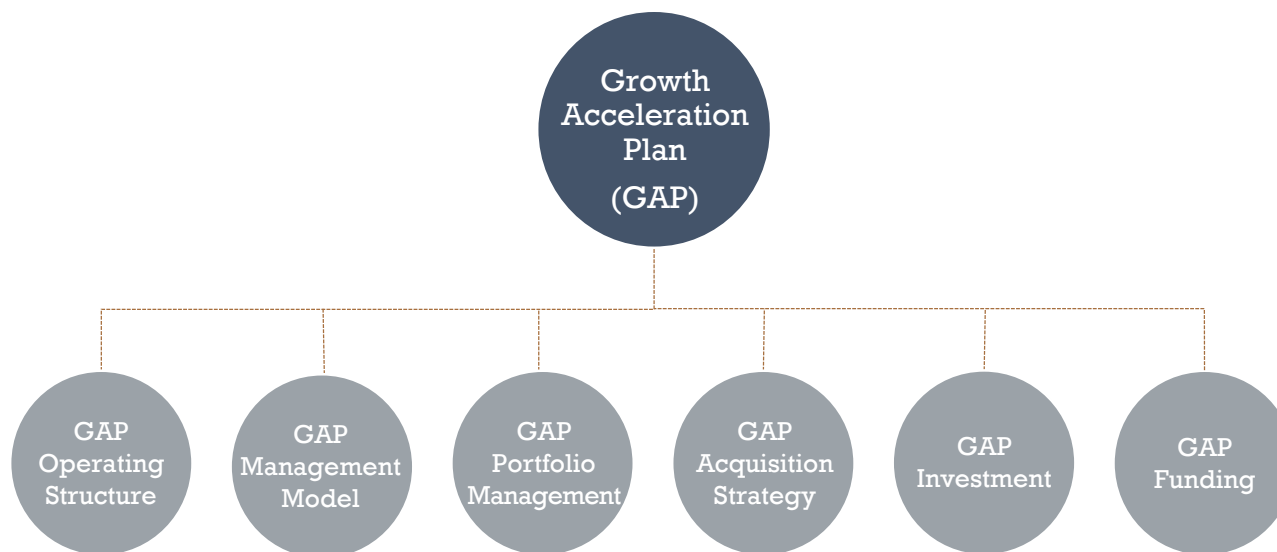 Growth
Acceleration
Plan
(GAP)
GAP
Operating
Structure
GAP
Management
Model
GAP
Portfolio
Management
GAP
Acquisition
Strategy
GAP
Investment
GAP
Funding